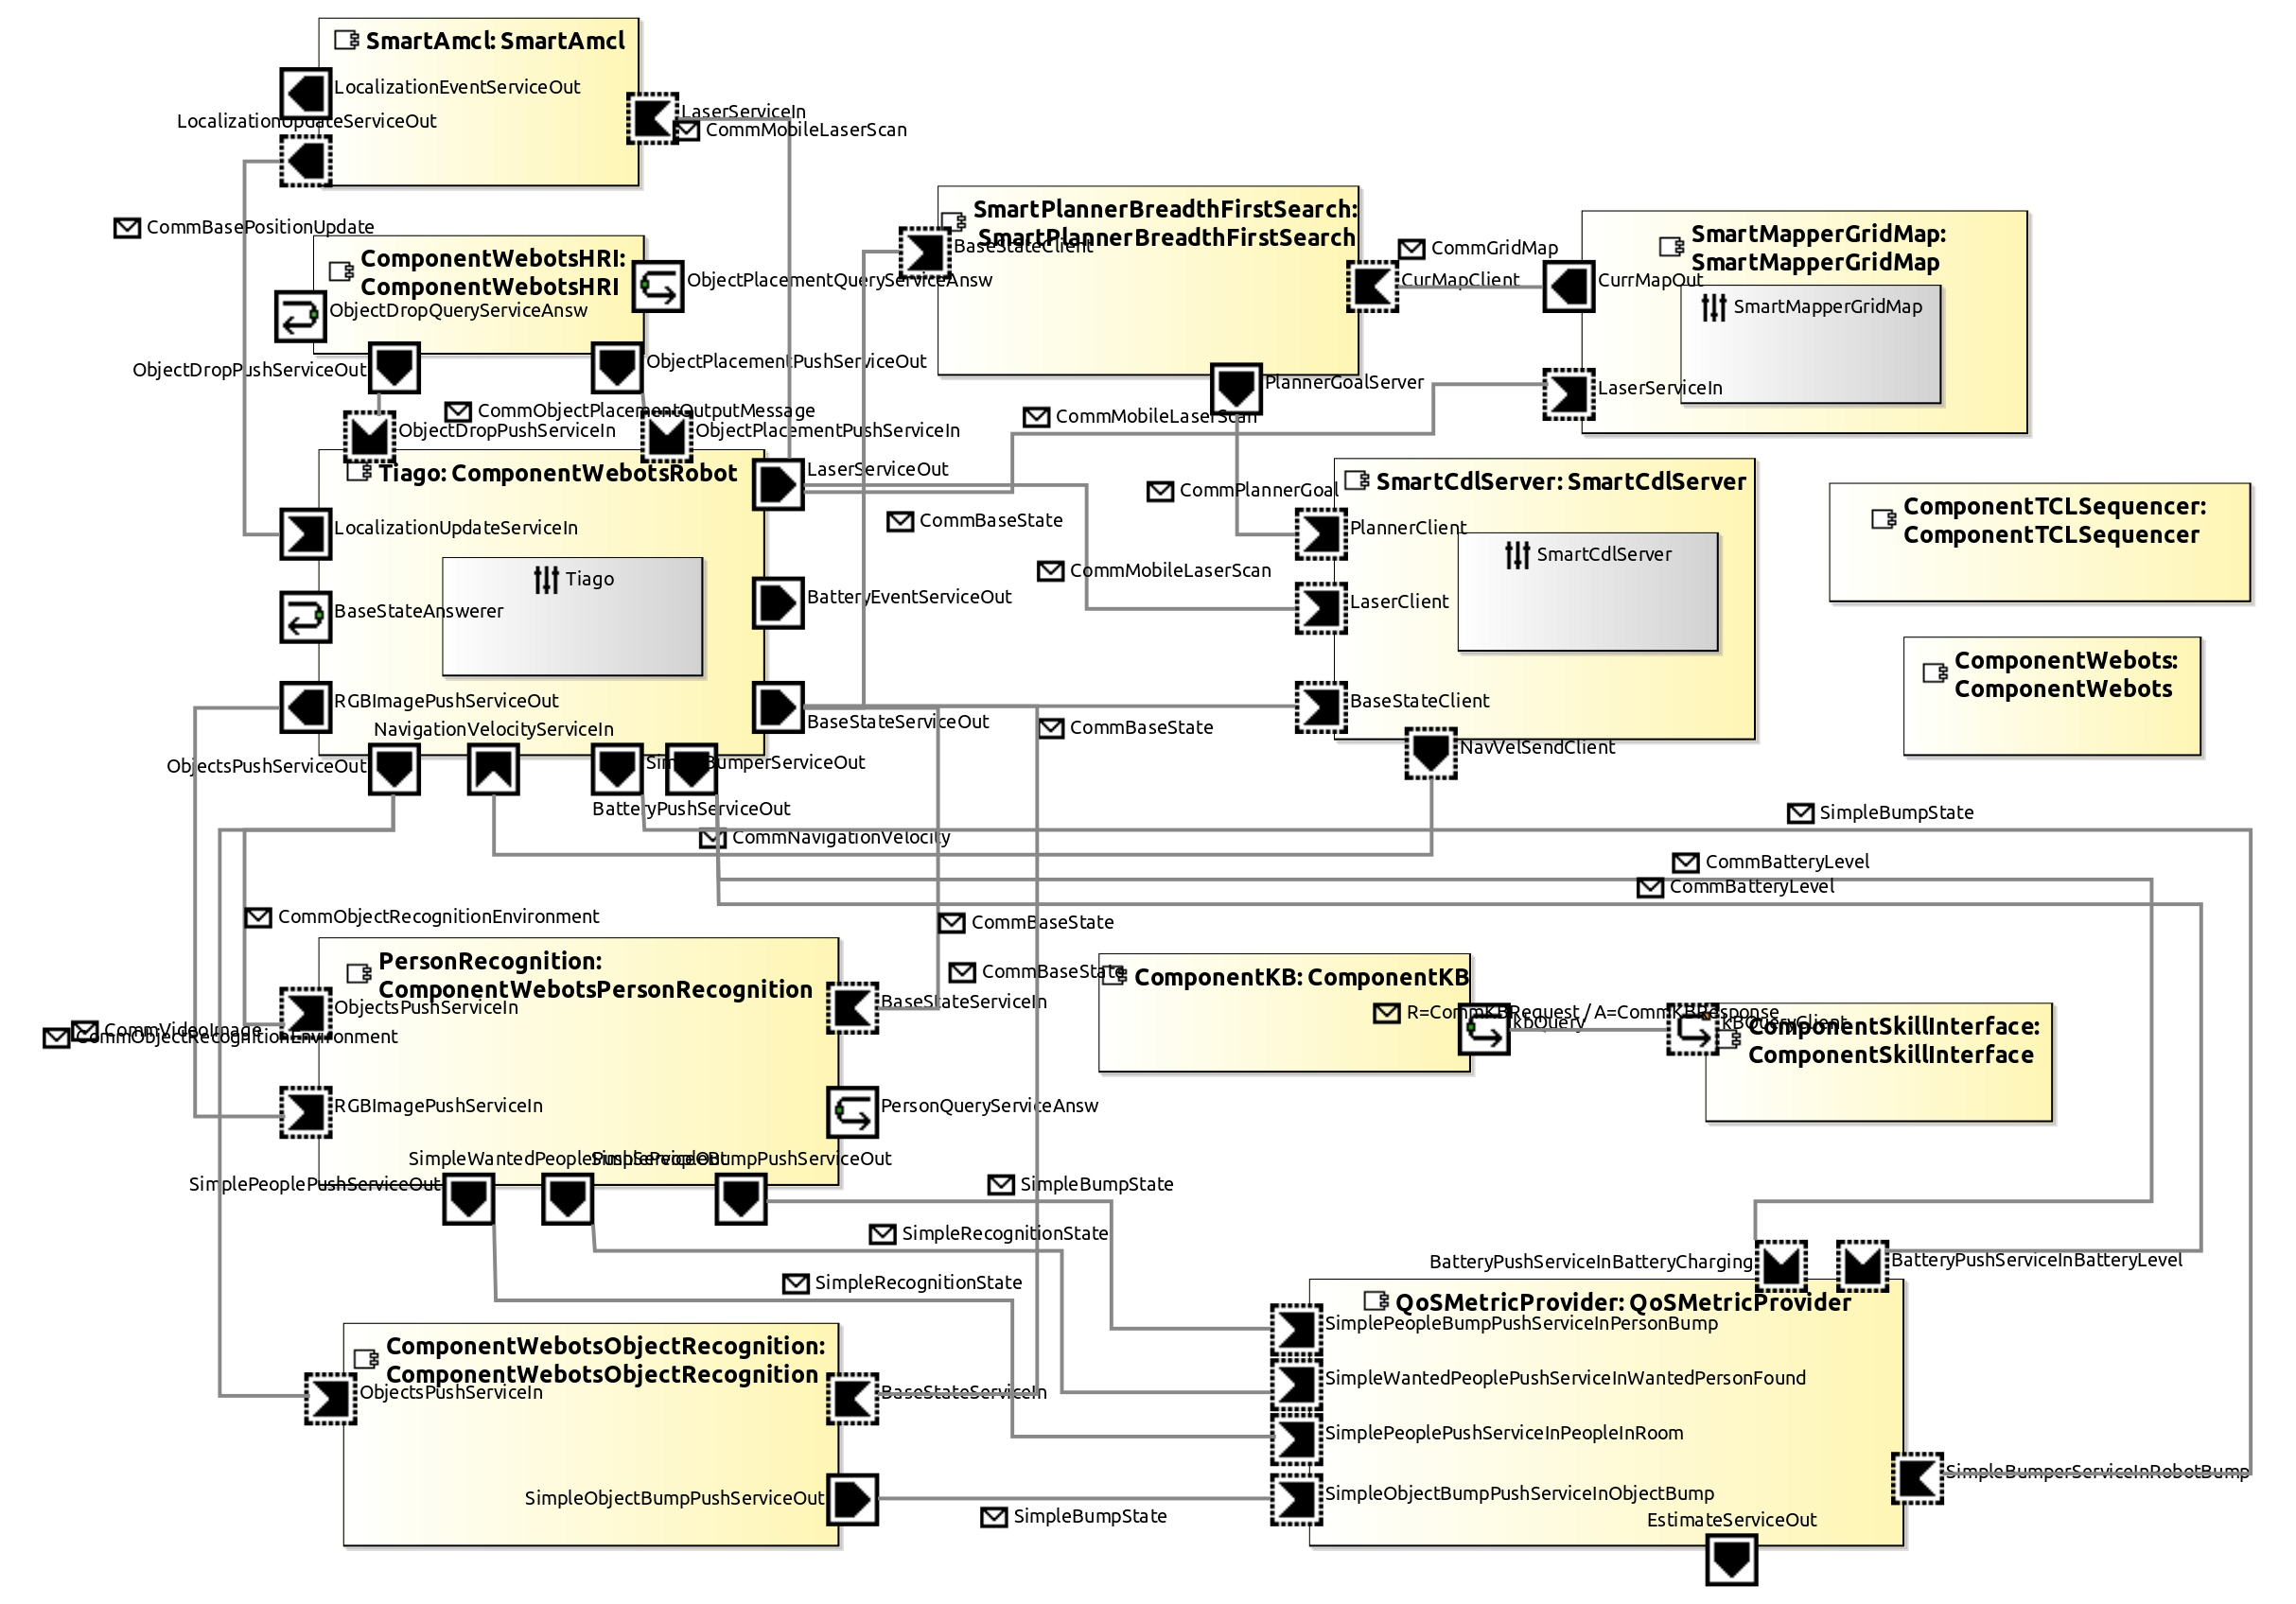 SmartAmcl: SmartAmcl
LocalizationEventServiceOut
LocalizationUpdateServiceOut
LaserServiceIn
CommMobileLaserScan
CommBasePositionUpdate
ComponentWebotsHRI:
ComponentWebotsHRI
ObjectPlacementQueryServiceAnsw
ObjectDropQueryServiceAnsw
ObjectDropPushServiceOut
ObjectPlacementPushServiceOut
CommObjectPlacementOutputMessage
ObjectDropPushServiceIn
ObjectPlacementPushServiceIn
SmartPlannerBreadthFirstSearch:
SmartPlannerBreadthFirstSearch
BaseStateClient
CommGridMap
CurMapClient
PlannerGoalServer
SmartMapperGridMap:
SmartMapperGridMap
CurrMapOut
SmartMapperGridMap
LaserServiceIn
CommMobileLaserScan
Tiago: ComponentWebotsRobot
LaserServiceOut
LocalizationUpdateServiceIn
Tiago
BaseStateAnswerer
BatteryEventServiceOut
RGBImagePushServiceOut
BaseStateServiceOut
NavigationVelocityServiceIn
ObjectsPushServiceOut
SimpleBumperServiceOut
BatteryPushServiceOut
CommNavigationVelocity
CommPlannerGoal
CommBaseState
CommMobileLaserScan
CommBaseState
SmartCdlServer: SmartCdlServer
PlannerClient
SmartCdlServer
LaserClient
BaseStateClient
NavVelSendClient
ComponentTCLSequencer:
ComponentTCLSequencer
ComponentWebots:
ComponentWebots
SimpleBumpState
CommBatteryLevel
CommBatteryLevel
CommObjectRecognitionEnvironment
CommBaseState
CommBaseState
PersonRecognition:
ComponentWebotsPersonRecognition
ObjectsPushServiceIn
BaseStateServiceIn
CommVideoImage
CommObjectRecognitionEnvironment
RGBImagePushServiceIn
PersonQueryServiceAnsw
SimpleWantedPeoplePushServiceOut
SimplePeopleBumpPushServiceOut
SimplePeoplePushServiceOut
ComponentKB: ComponentKB
R=CommKBRequest / A=CommKBResponse
kbQuery
kBQueryClient
ComponentSkillInterface:
ComponentSkillInterface
SimpleBumpState
SimpleRecognitionState
SimpleRecognitionState
ComponentWebotsObjectRecognition:
ComponentWebotsObjectRecognition
ObjectsPushServiceIn
BaseStateServiceIn
SimpleObjectBumpPushServiceOut
SimpleBumpState
BatteryPushServiceInBatteryCharging
BatteryPushServiceInBatteryLevel
QoSMetricProvider: QoSMetricProvider
SimplePeopleBumpPushServiceInPersonBump
SimpleWantedPeoplePushServiceInWantedPersonFound
SimplePeoplePushServiceInPeopleInRoom
SimpleObjectBumpPushServiceInObjectBump
SimpleBumperServiceInRobotBump
EstimateServiceOut